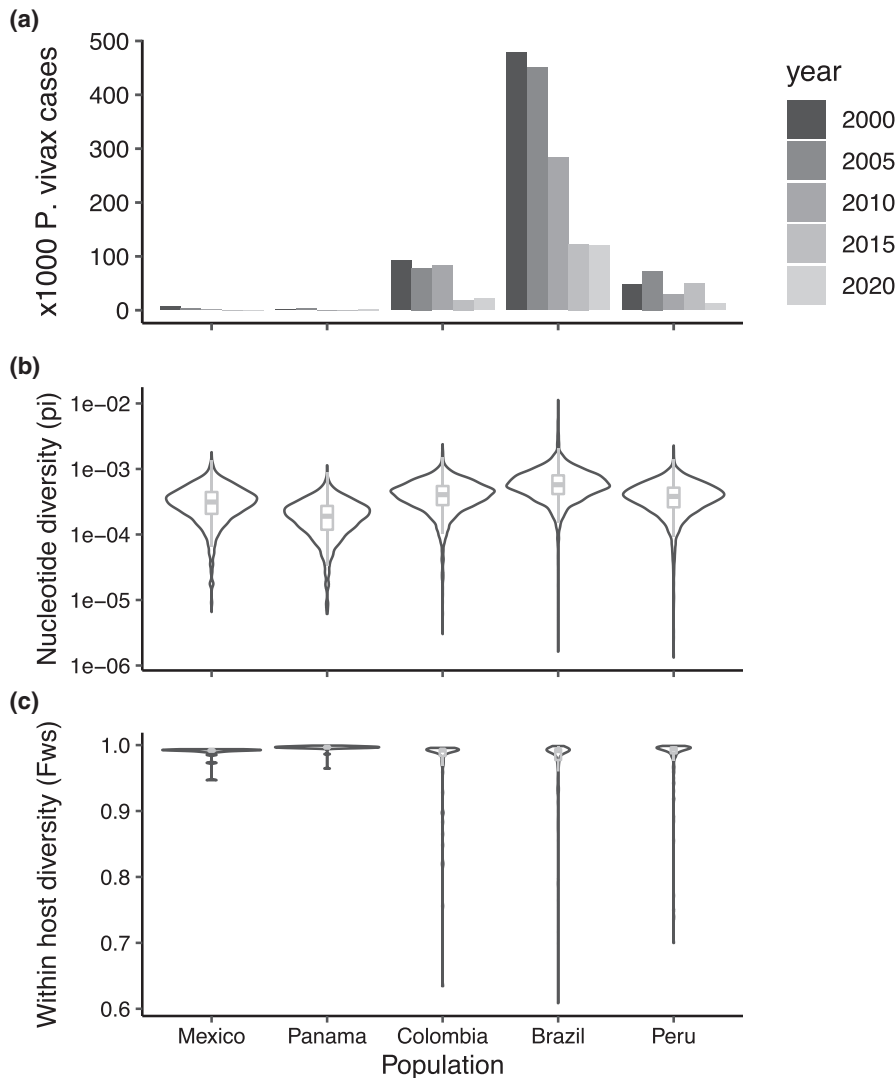 (a)
x1000 P. vivax cases
500
400
300
200
100
0
year
2000
2005
2010
2015
2020
(b)
Nucleotide diversity (pi)
1e−02
1e−03
1e−04
1e−05
1e−06
(c)
Within host diversity (Fws)
1.0
0.9
0.8
0.7
0.6
Mexico Panama Colombia Brazil Peru
Population